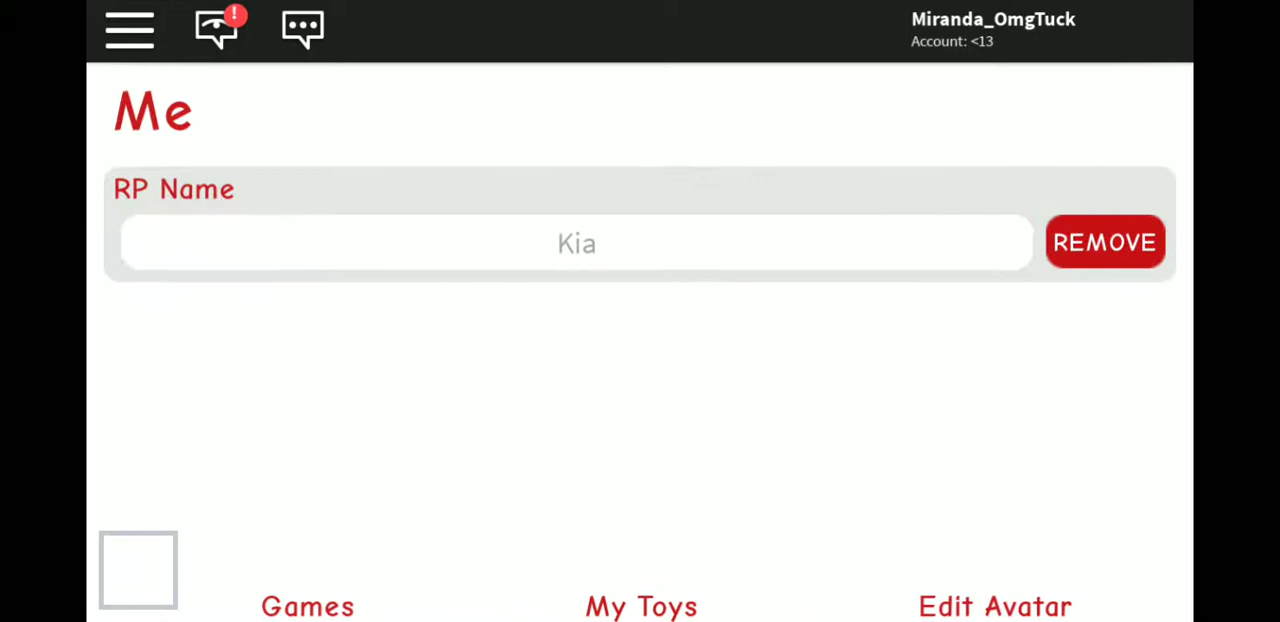 Miranda_OmgTuck
Account: <13
Me
RP Name
Kia
REMOVE
Games
My Toys
Edit Avatar